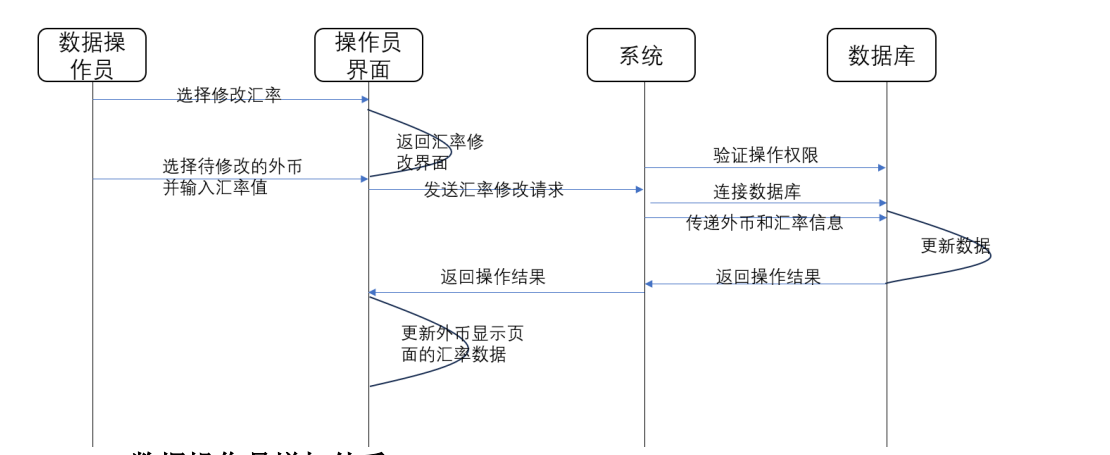 数据操
作员
操作员
界面
系统
数据库
选择修改汇率
返回汇率修
改界面
验证操作权限
选择待修改的外币
并输入汇率值
发送汇率修改请求
连接数据库
传递外币和汇率信息
更新数据
返回操作结果
返回操作结果
更新外币显示页
面的汇率数据